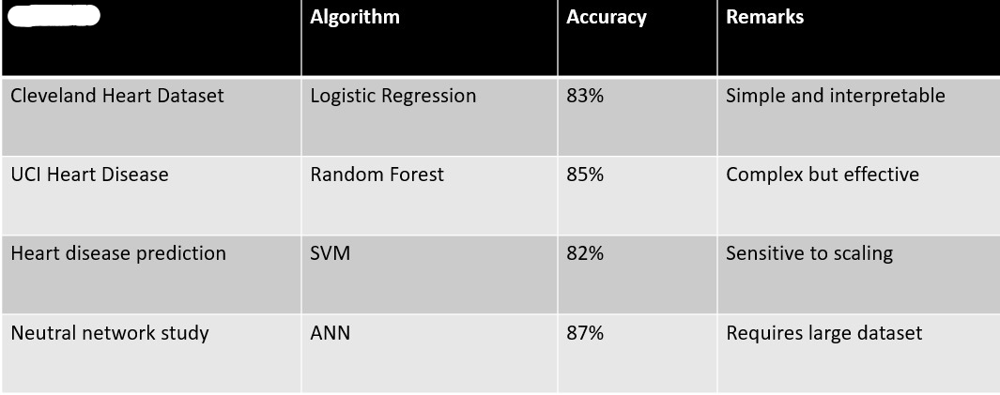 Algorithm Accuracy Remarks
Cleveland Heart Dataset Logistic Regression 83% Simple and interpretable
UCI Heart Disease Random Forest 85% Complex but effective
Heart disease prediction SVM 82% Sensitive to scaling
Neutral network study ANN 87% Requires large dataset